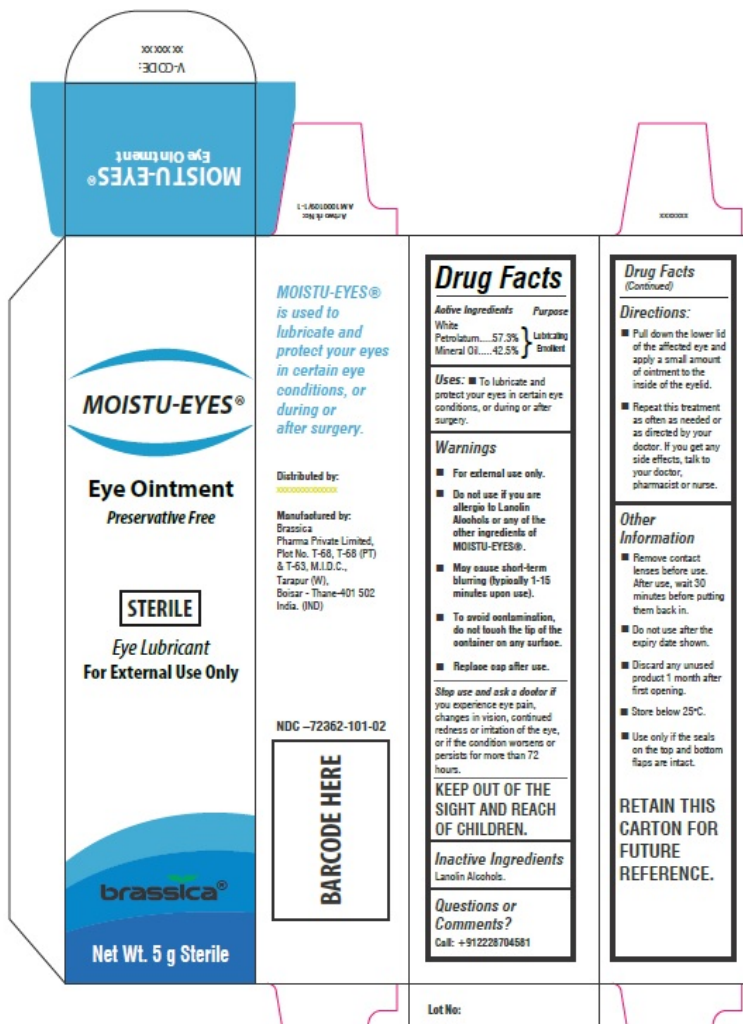 V-CODE:
XX XXX XX
MOISTU-EYES®
Eye Ointment
Artwork No:
A.M.1000109/1-1
XXXXXXX
MOISTU-EYES®
Eye Ointment
Preservative Free
STERILE
Eye Lubricant
For External Use Only
brassica®
Net Wt. 5 g Sterile
MOISTU-EYES®
is used to
lubricate and
protect your eyes
in certain eye
conditions, or
during or
after surgery.
Distributed by:
xxxxxxxxxxxxxx
Manufactured by:
Brassica
Pharma Private Limited,
Plot No. T-68, T-68 (PT)
& T-63, M.I.D.C.,
Tarapur (W),
Boisar - Thane-401 502
India. (IND)
NDC –72362-101-02
BARCODE HERE
Drug Facts
Active Ingredients Purpose
White
Petrolatum.....57.3% Lubricating
Mineral Oil.....42.5% Emollient
Uses: ■ To lubricate and
protect your eyes in certain eye
conditions, or during or after
surgery.
Warnings
■ For external use only.
■ Do not use if you are
allergic to Lanolin
Alcohols or any of the
other ingredients of
MOISTU-EYES®.
■ May cause short-term
blurring (typically 1-15
minutes upon use).
■ To avoid contamination,
do not touch the tip of the
container on any surface.
■ Replace cap after use.
Stop use and ask a doctor if
you experience eye pain,
changes in vision, continued
redness or irritation of the eye,
or if the condition worsens or
persists for more than 72
hours.
KEEP OUT OF THE
SIGHT AND REACH
OF CHILDREN.
Inactive Ingredients
Lanolin Alcohols.
Questions or
Comments?
Call: +912228704581
Lot No:
Drug Facts
(Continued)
Directions:
■ Pull down the lower lid
of the affected eye and
apply a small amount
of ointment to the
inside of the eyelid.
■ Repeat this treatment
as often as needed or
as directed by your
doctor. If you get any
side effects, talk to
your doctor,
pharmacist or nurse.
Other
Information
■ Remove contact
lenses before use.
After use, wait 30
minutes before putting
them back in.
■ Do not use after the
expiry date shown.
■ Discard any unused
product 1 month after
first opening.
■ Store below 25°C.
■ Use only if the seals
on the top and bottom
flaps are intact.
RETAIN THIS
CARTON FOR
FUTURE
REFERENCE.